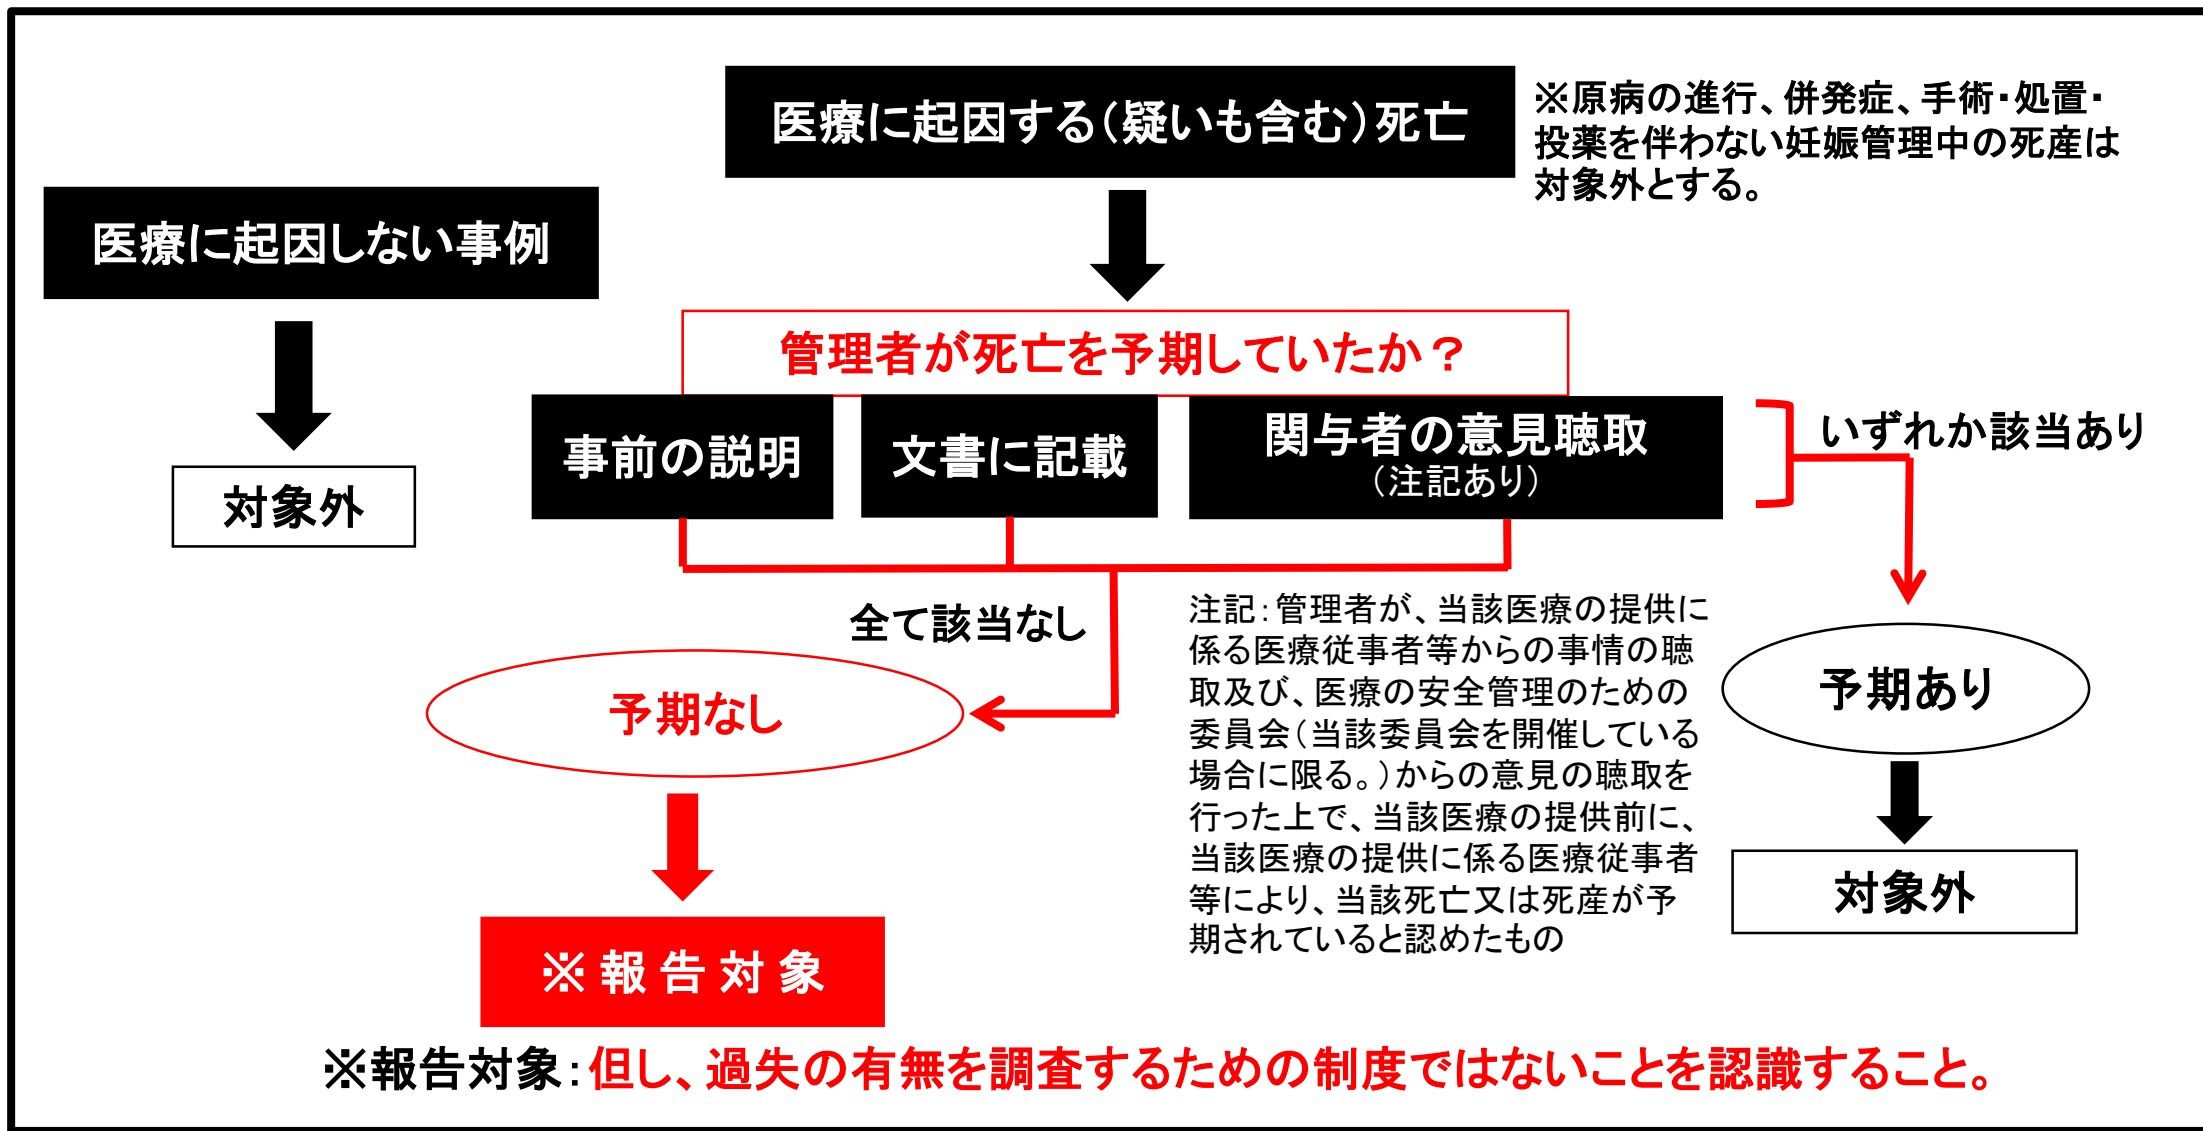 医療に起因する（疑いも含む）死亡
※原病の進行、併発症、手術・処置・
投薬を伴わない妊娠管理中の死産は
対象外とする。
医療に起因しない事例
管理者が死亡を予期していたか？
事前の説明
文書に記載
関与者の意見聴取
（注記あり）
いずれか該当あり
対象外
全て該当なし
注記：管理者が、当該医療の提供に
係る医療従事者等からの事情の聴
取及び、医療の安全管理のための
委員会（当該委員会を開催している
場合に限る。）からの意見の聴取を
行った上で、当該医療の提供前に、
当該医療の提供に係る医療従事者
等により、当該死亡又は死産が予
期されていると認めたもの
予期なし
予期あり
対象外
※報告対象
※報告対象：但し、過失の有無を調査するための制度ではないことを認識すること。